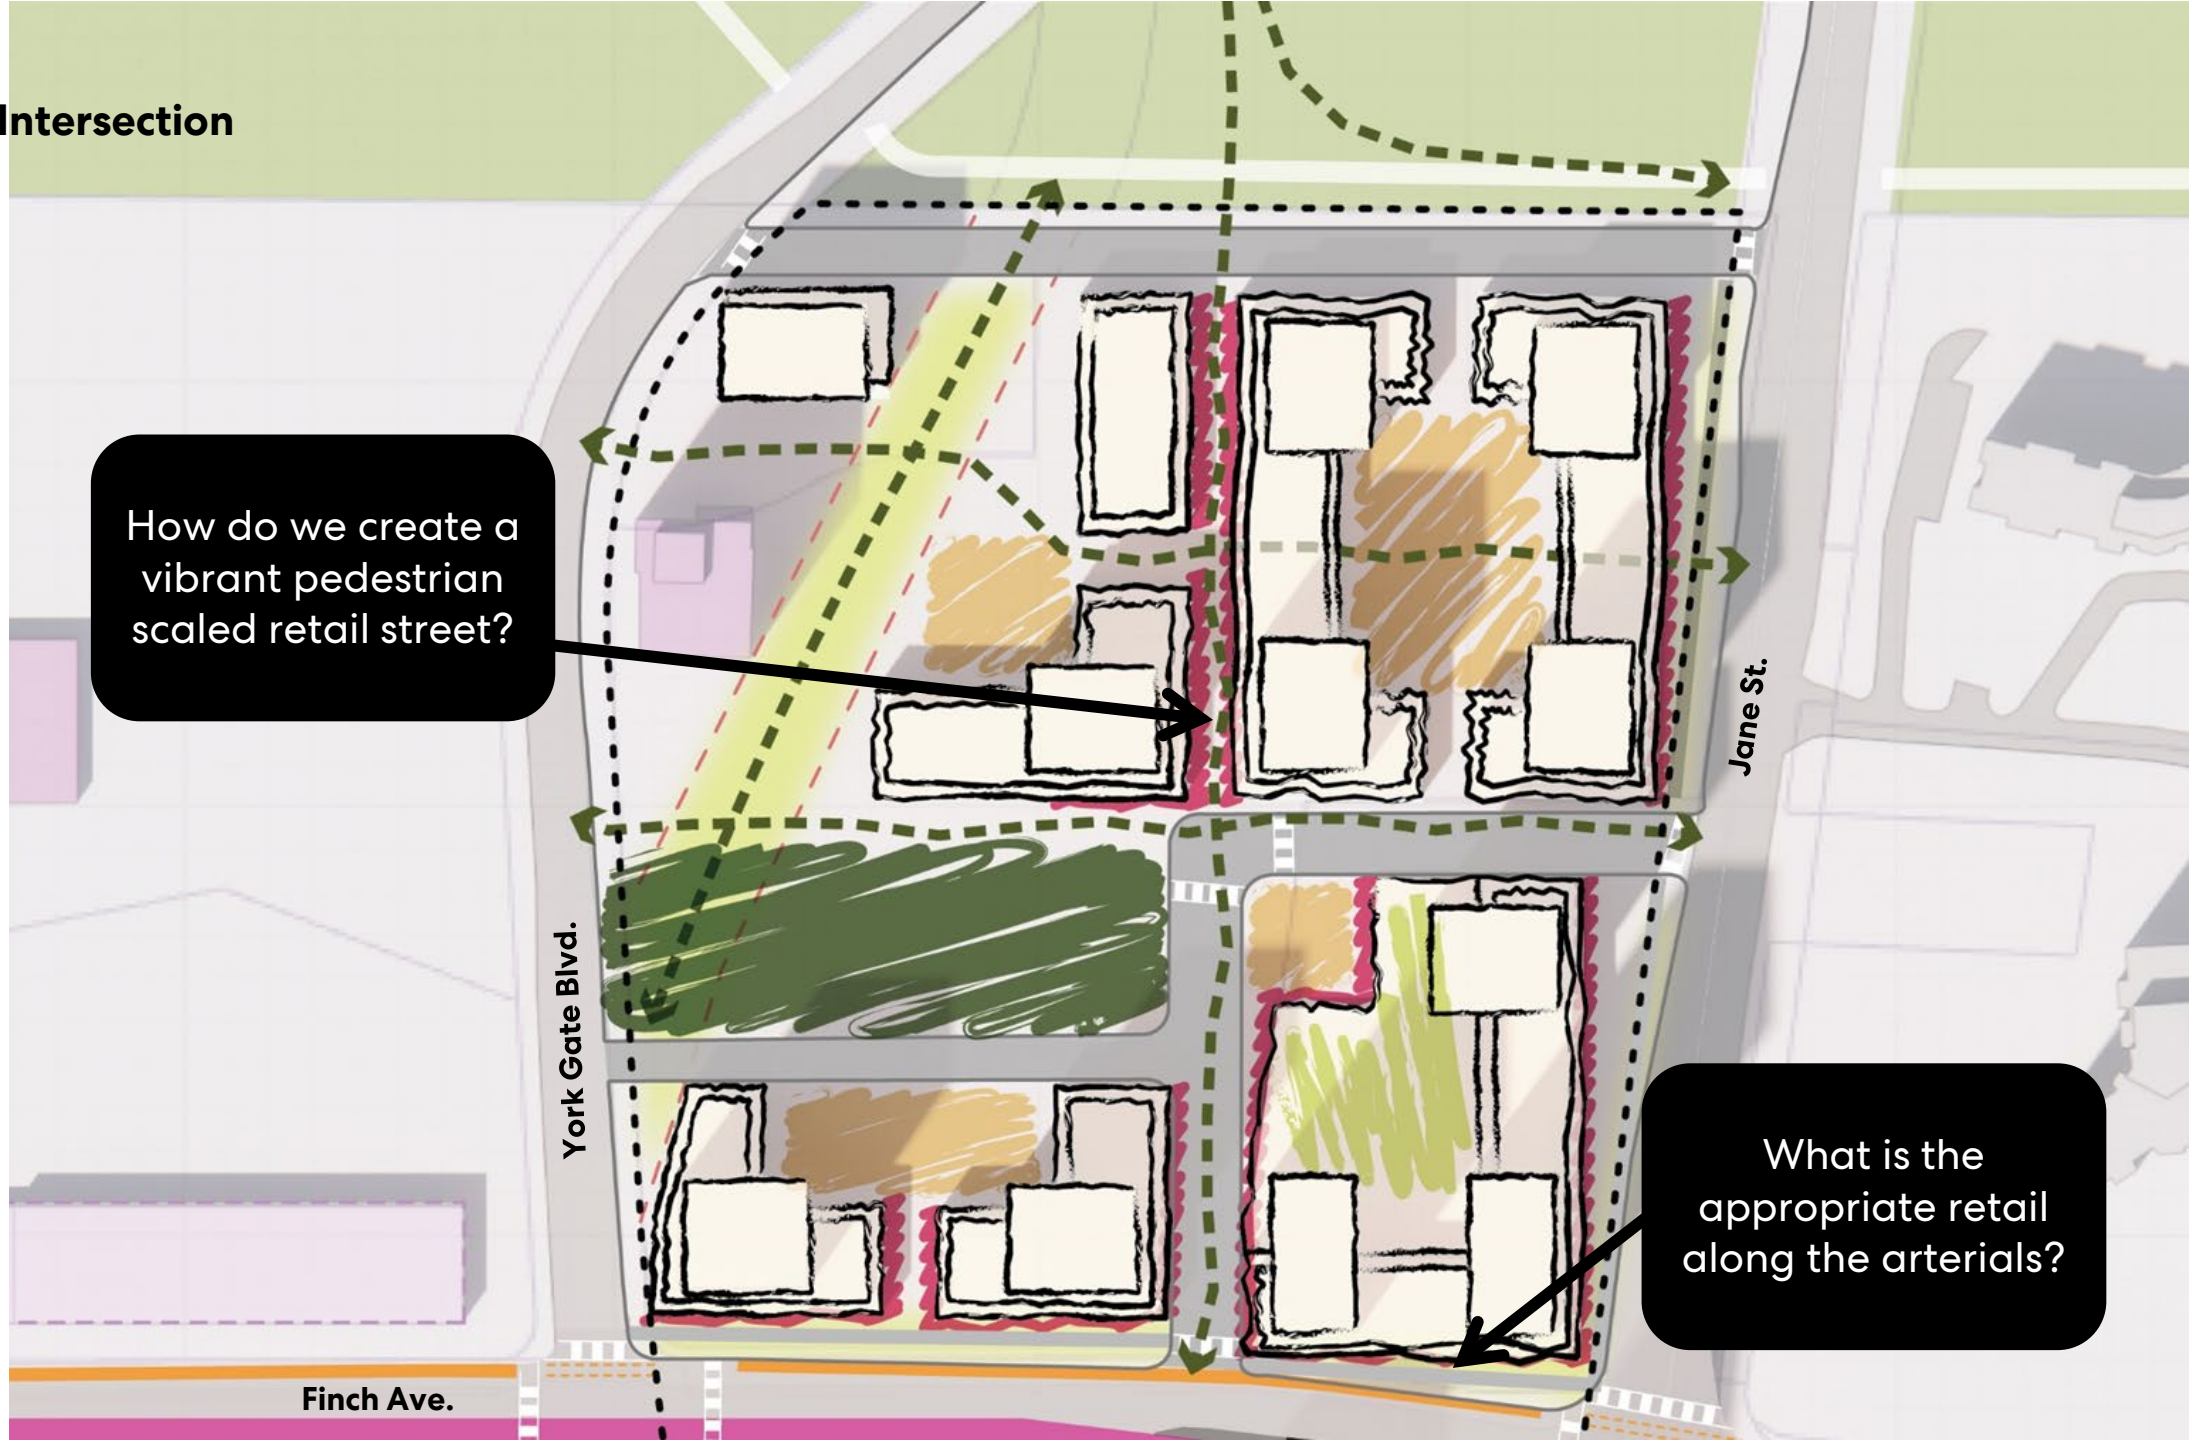 Intersection
How do we create a
vibrant pedestrian
scaled retail street?
Jane St.
York Gate Blvd.
What is the
appropriate retail
along the arterials?
Finch Ave.